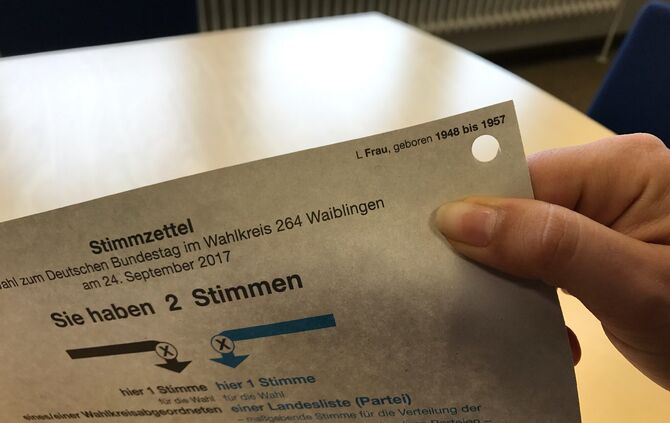 L Frau, geboren 1948 bis 1957
Stimmzettel
ahl zum Deutschen Bundestag im Wahlkreis 264 Waiblingen
am 24. September 2017
Sie haben 2 Stimmen
hier 1 Stimme hier 1 Stimme
für die Wahl für die Wahl
eines/einer Wahlkreisabgeordneten einer Landesliste (Partei)
– maßgebende Stimme für die Verteilung der